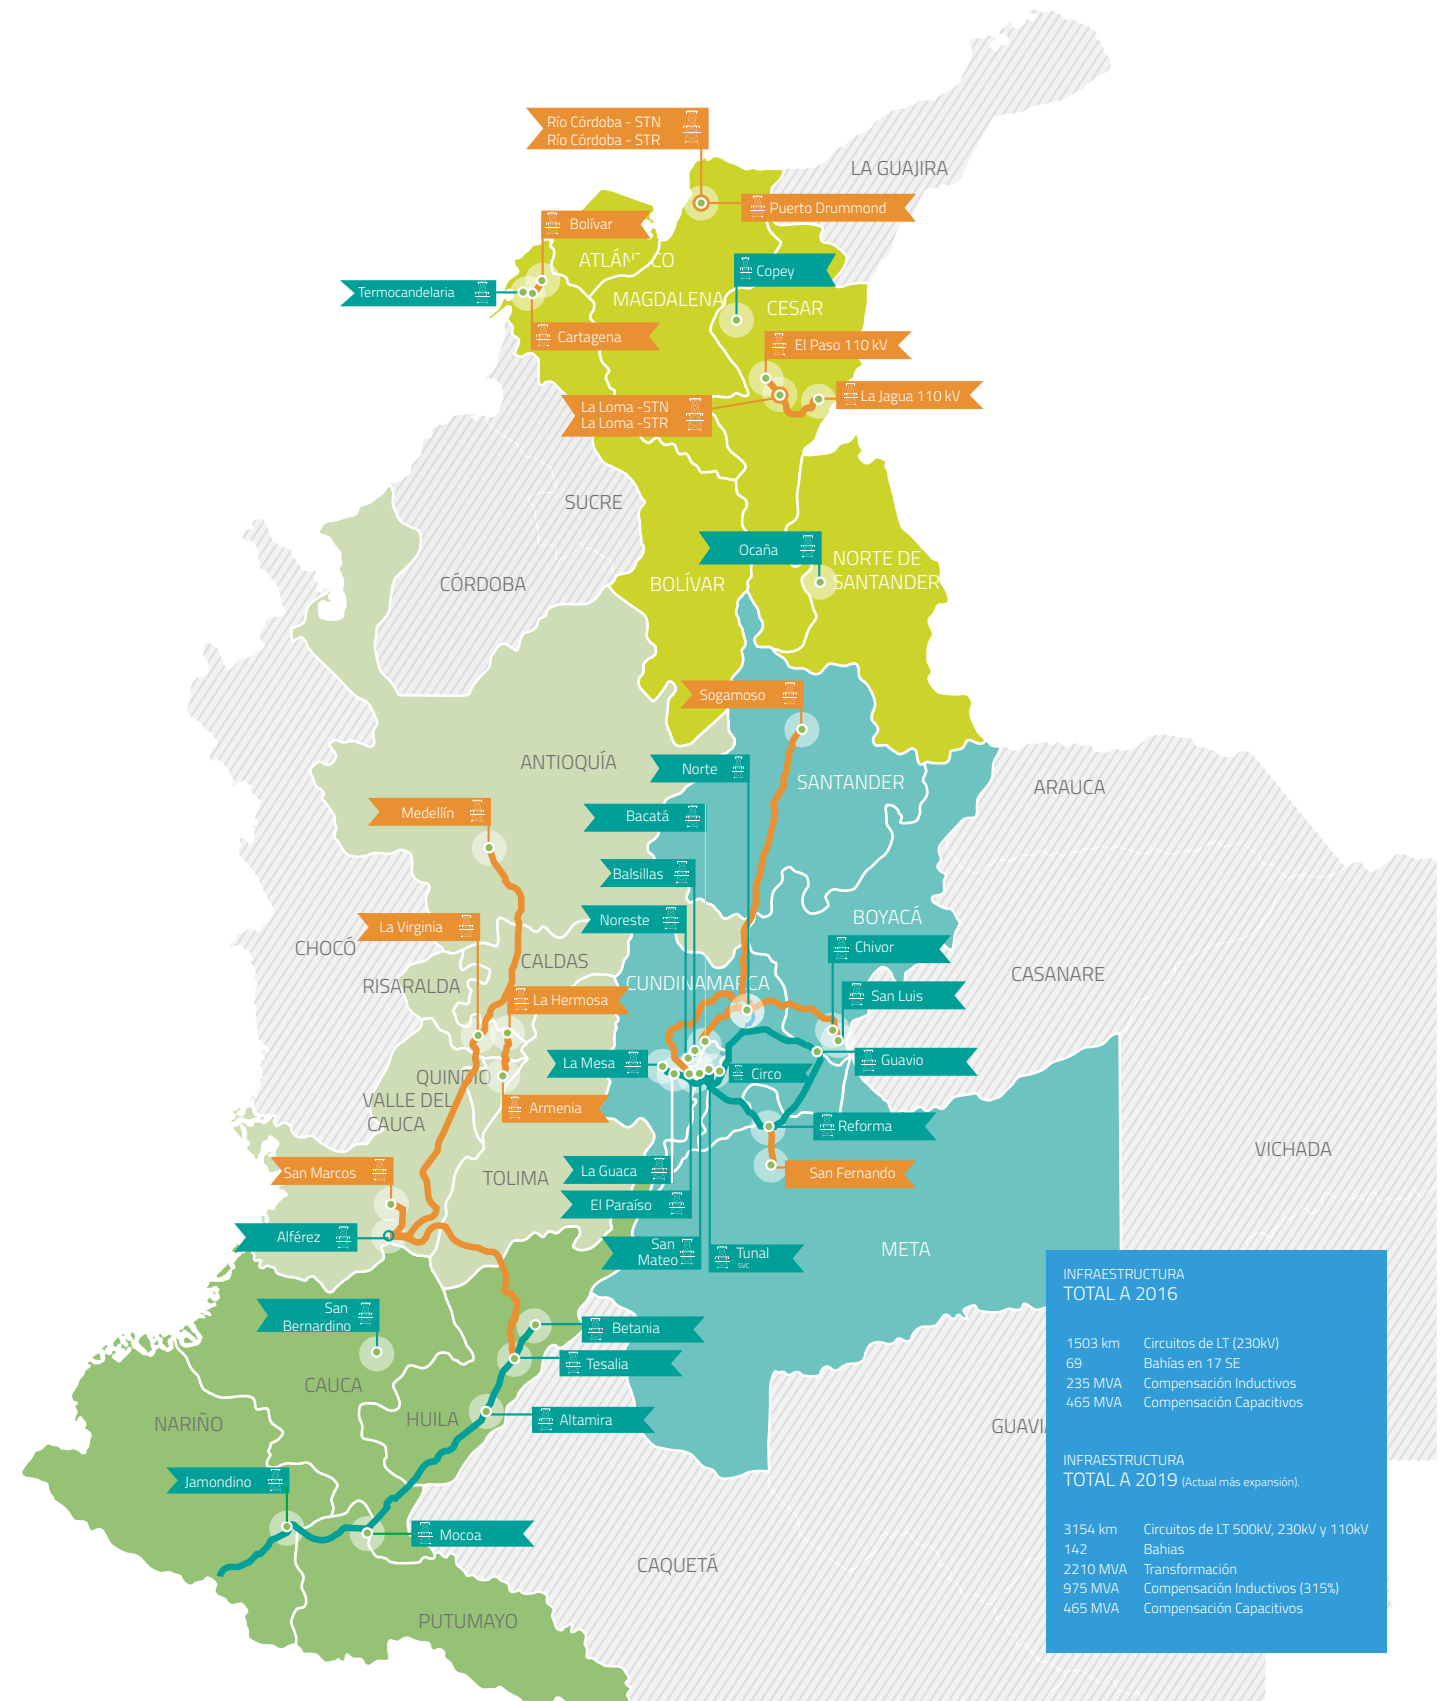 Río Córdoba - STN
Río Córdoba - STR
LA GUAJIRA
Puerto Drummond
Bolívar
ATLÁNTICO
Copey
Termocandelaria
MAGDALENA
CESAR
Cartagena
El Paso 110 kV
La Jagua 110 kV
La Loma -STN
La Loma -STR
SUCRE
Ocaña
NORTE DE
SANTANDER
CÓRDOBA
BOLÍVAR
Sogamoso
ANTIOQUÍA
Norte
SANTANDER
ARAUCA
Medellín
Bacatá
Balsillas
Noreste
BOYACÁ
La Virginia
CHOCÓ
Chivor
CALDAS
CASANARE
RISARALDA
CUNDINAMARCA
La Hermosa
San Luis
La Mesa
Guavio
QUINDIO
Circo
VALLE DEL
CAUCA
Armenia
Reforma
VICHADA
San Marcos
TOLIMA
La Guaca
San Fernando
El Paraíso
Alférez
San
Mateo
Tunal
SVC
META
San
Bernardino
Betania
Tesalia
CAUCA
NARIÑO
HUILA
Altamira
GUAVIA
Jamondino
Mocoa
CAQUETÁ
PUTUMAYO
INFRAESTRUCTURA
TOTAL A 2016
1503 km Circuitos de LT (230kV)
69 Bahías en 17 SE
235 MVA Compensación Inductivos
465 MVA Compensación Capacitivos
INFRAESTRUCTURA
TOTAL A 2019 (Actual más expansión).
3154 km Circuitos de LT 500kV, 230kV y 110kV
142 Bahias
2210 MVA Transformación
975 MVA Compensación Inductivos (315%)
465 MVA Compensación Capacitivos